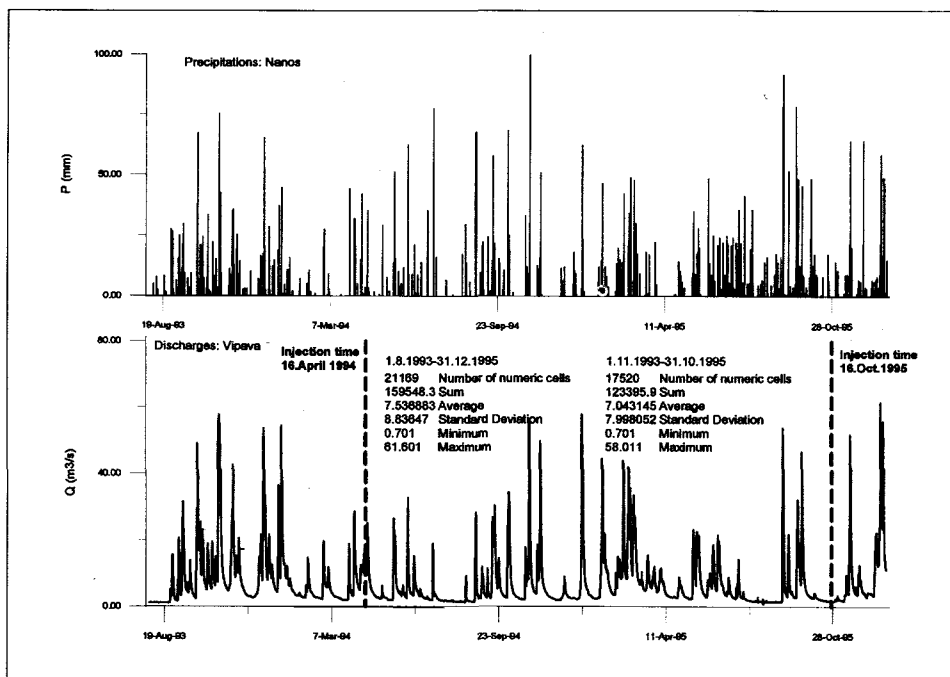 100.00
Precipitations: Nanos
50.00
P (mm)
0.00
19-Aug-93 7-Mar-94 23-Sep-94 11-Apr-95 28-Oct-95
80.00
Discharges: Vipava
Injection time
16.April 1994
1.8.1993-31.12.1995
21169 Number of numeric cells
159548.3 Sum
7.536883 Average
8.83647 Standard Deviation
0.701 Minimum
61.601 Maximum
1.11.1993-31.10.1995
17520 Number of numeric cells
123395.9 Sum
7.043145 Average
7.998052 Standard Deviation
0.701 Minimum
58.011 Maximum
Injection time
16.Oct.1995
40.00
Q (m3/s)
0.00
19-Aug-93 7-Mar-94 23-Sep-94 11-Apr-95 28-Oct-95